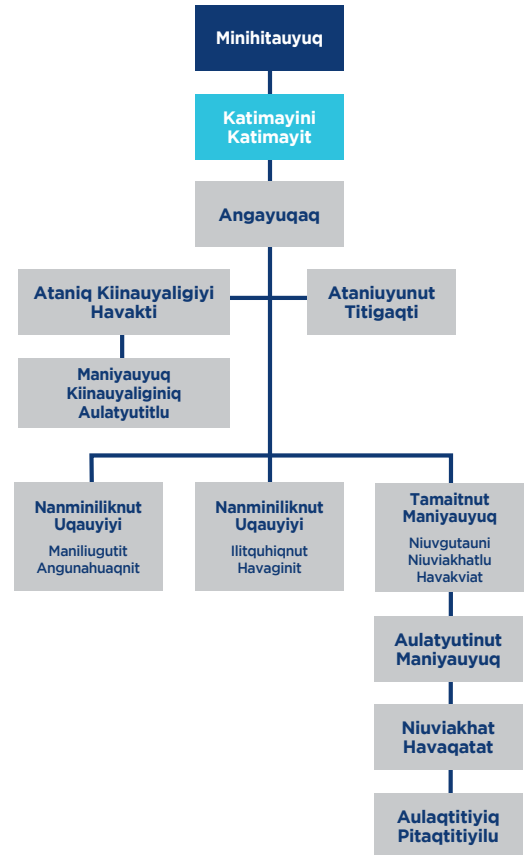 Minihitauyuq
Katimayini
Katimayit
Angayuqaq
Ataniq Kiinauyaligiyi
Havakti
Ataniuyunut
Titigaqti
Maniyauyuq
Kiinauyaliginiq
Aulatyutitlu
Nanminiliknut
Uqauyiyi
Maniliugutit
Angunahuaqnit
Nanminiliknut
Uqauyiyi
Ilitquhiqnut
Havaginit
Tamaitnut
Maniyauyuq
Niuvgutauni
Niuviakhatlu
Havakviat
Aulatyutinut
Maniyauyuq
Niuviakhat
Havaqatat
Aulaqtitiyiq
Pitaqtitiyilu